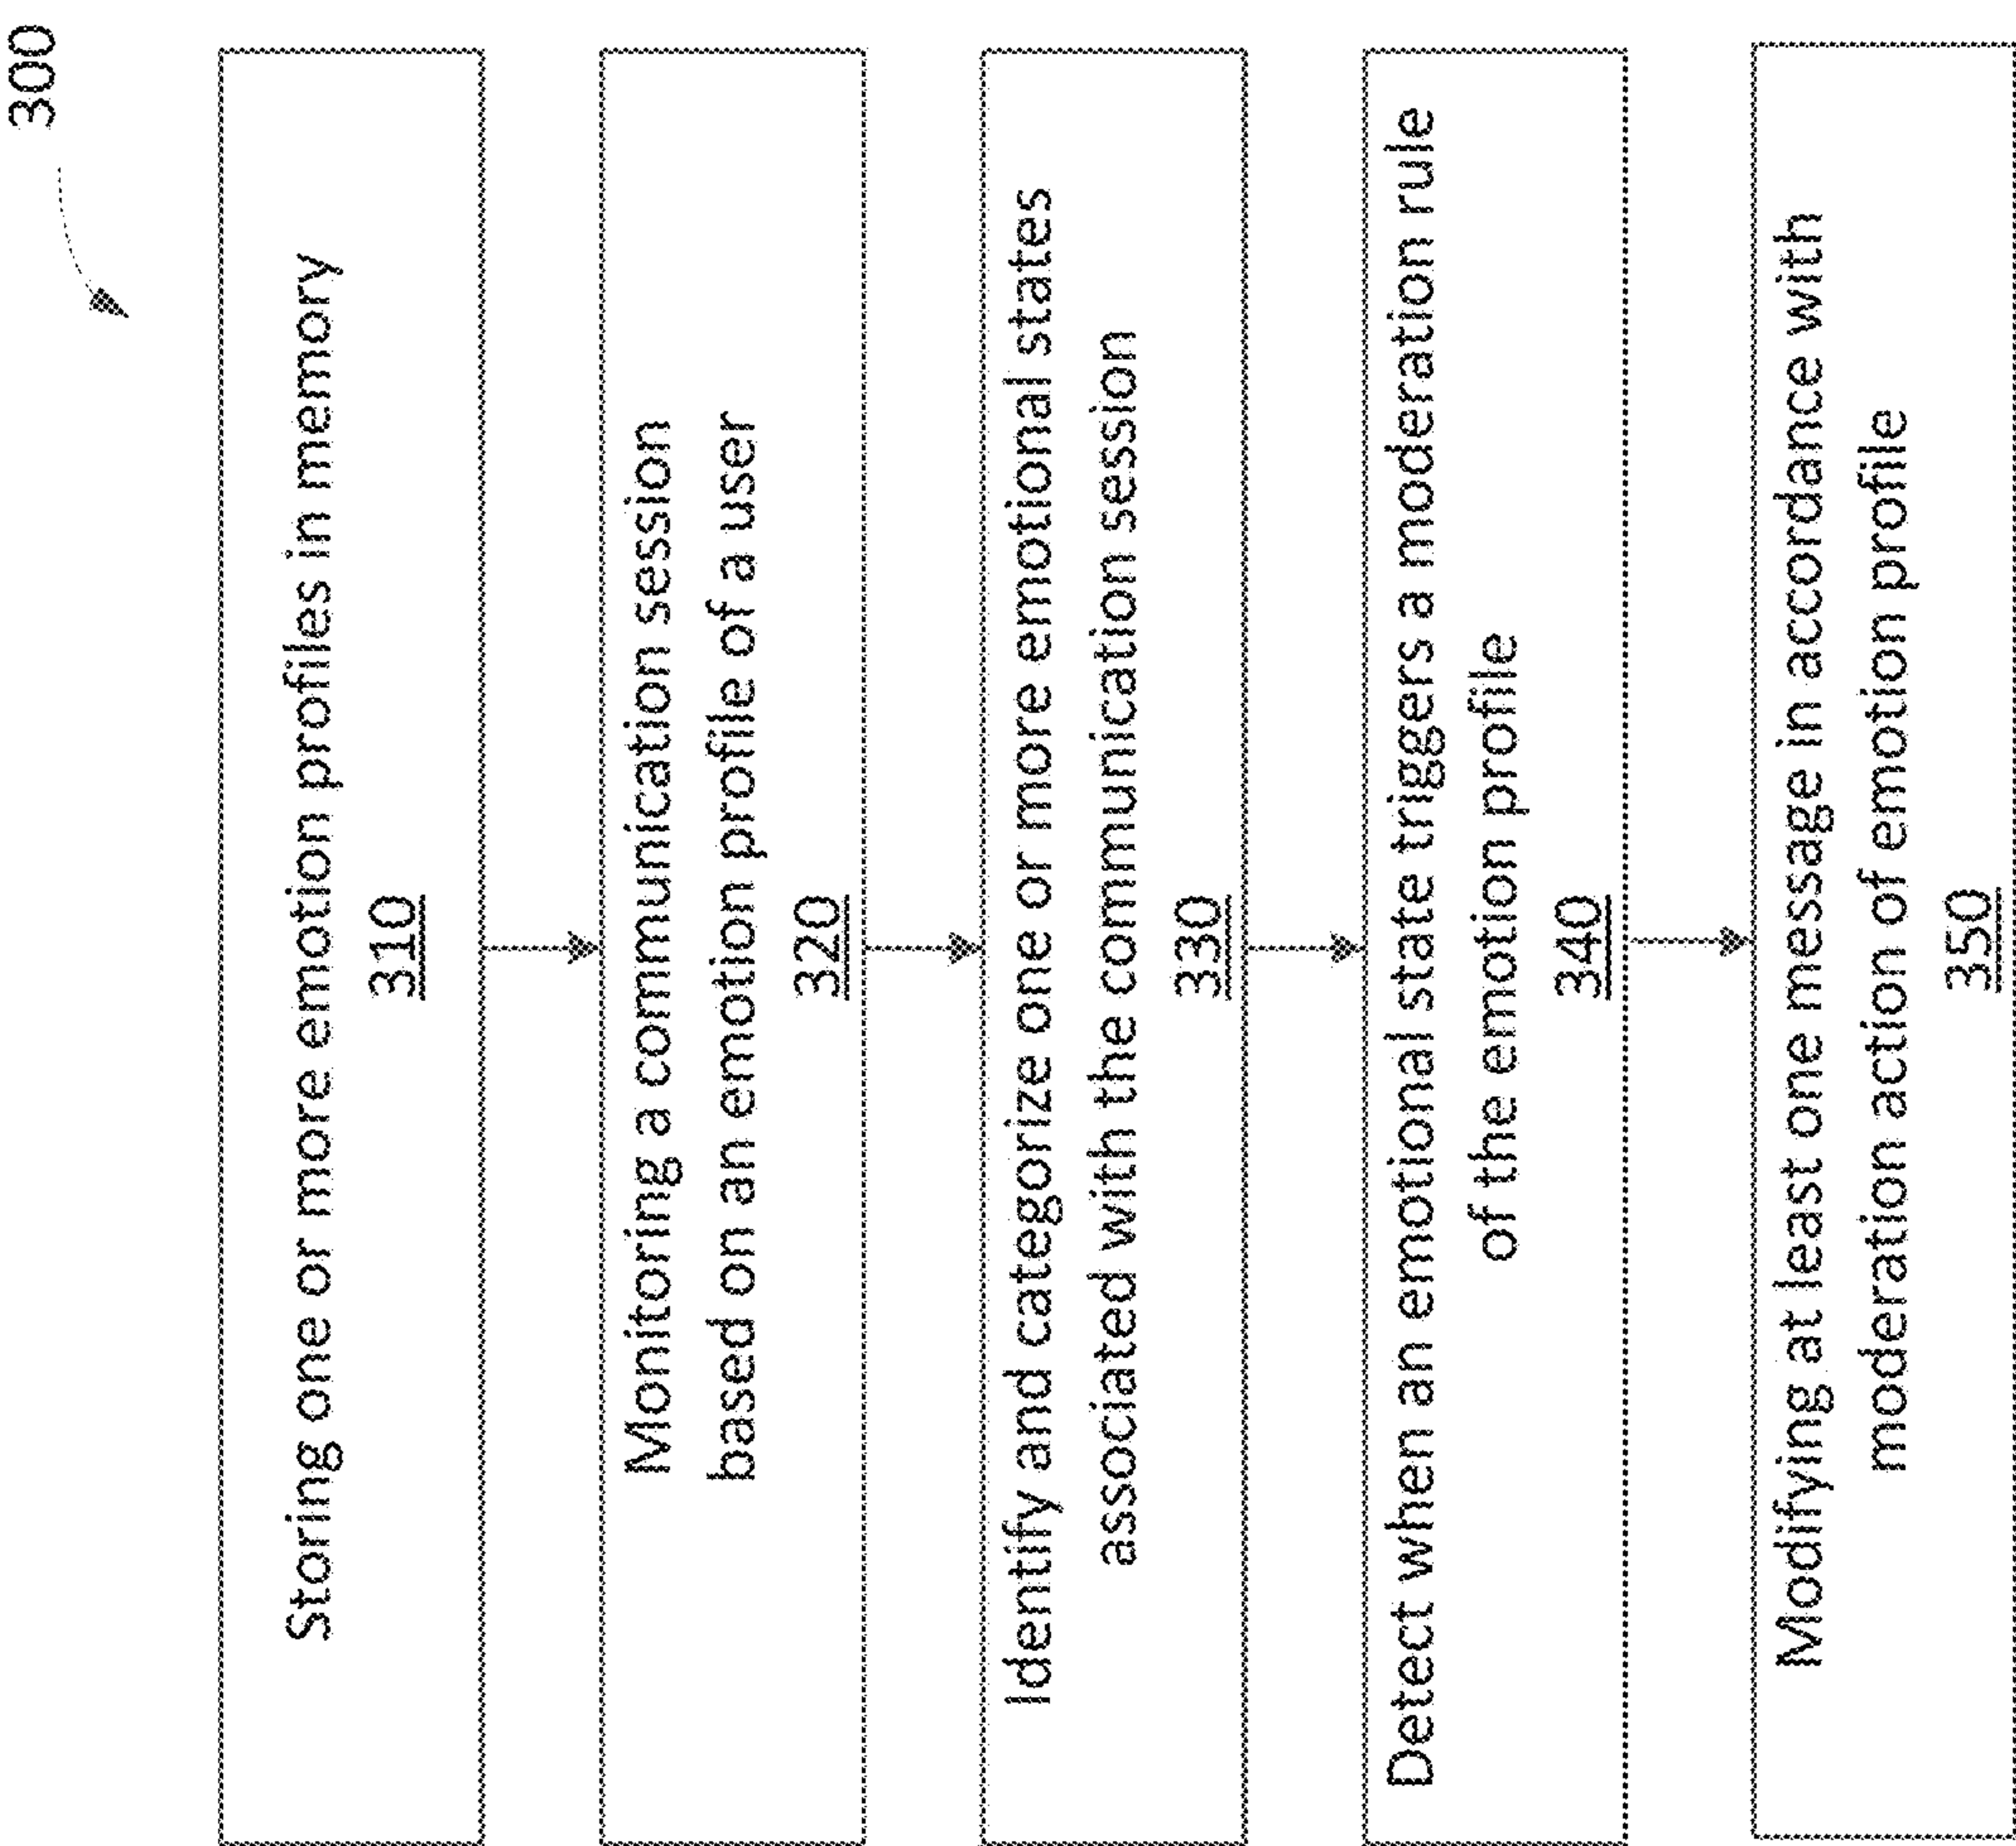 300
Storing one or more emotion profiles in memory
310
Monitoring a communication session
based on an emotion profile of a user
320
Identify and categorize one or more emotional states
associated with the communication session
330
Detect when an emotional state triggers a moderation rule
of the emotion profile
340
Modifying at least one message in accordance with
moderation action of emotion profile
350